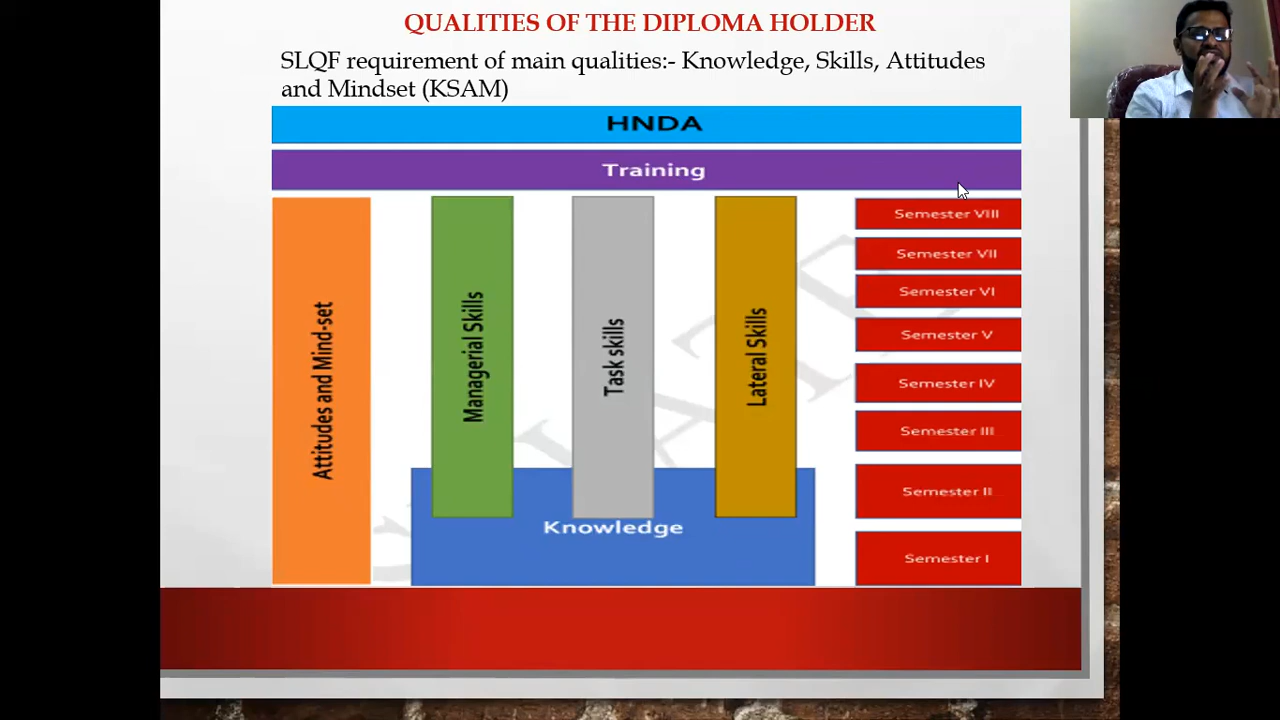 QUALITIES OF THE DIPLOMA HOLDER
SLQF requirement of main qualities:- Knowledge, Skills, Attitudes
and Mindset (KSAM)
HNDA
Training
Attitudes and Mind-set
Managerial Skills
Task skills
Lateral Skills
Knowledge
Semester VIII
Semester VII
Semester VI
Semester V
Semester IV
Semester III
Semester II
Semester I